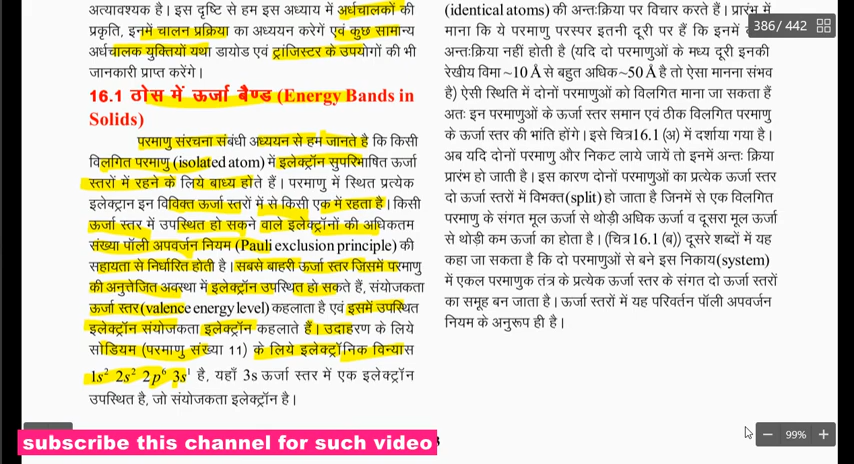 अत्यावश्यक है। इस दृष्टि से हम इस अध्याय में अर्धचालकों की
प्रकृति, इनमें चालन प्रक्रिया का अध्ययन करेगें एवं कुछ सामान्य
अर्धचालक युक्तियों यथा डायोड एवं ट्रांजिस्टर के उपयोगों की भी
जानकारी प्राप्त करेंगे।
16.1 ठोस में ऊर्जा बैण्ड (Energy Bands in
Solids)
परमाणु संरचना संबंधी अध्ययन से हम जानते है कि किसी
विलगित परमाणु (isolated atom) में इलेक्ट्रॉन सुपरिभाषित ऊर्जा
स्तरों में रहने के लिये बाध्य होते हैं। परमाणु में स्थित प्रत्येक
इलेक्ट्रान इन विविक्त ऊर्जा स्तरों में से किसी एक में रहता है। किसी
ऊर्जा स्तर में उपस्थित हो सकने वाले इलेक्ट्रॉनों की अधिकतम
संख्या पॉली अपवर्जन नियम (Pauli exclusion principle) की
सहायता से निर्धारित होती है। सबसे बाहरी ऊर्जा स्तर जिसमें परमाणु
की अनुत्तेजित अवस्था में इलेक्ट्रॉन उपस्थित हो सकते हैं, संयोजकता
ऊर्जा स्तर (valence energy level) कहलाता है एवं इसमें उपस्थित
इलेक्ट्रॉन संयोजकता इलेक्ट्रॉन कहलाते हैं। उदाहरण के लिये
सोडियम (परमाणु संख्या 11) के लिये इलेक्ट्रॉनिक विन्यास
1s² 2s² 2p⁶ 3s¹ है, यहाँ 3s ऊर्जा स्तर में एक इलेक्ट्रॉन
उपस्थित है, जो संयोजकता इलेक्ट्रॉन है।
(identical atoms) की अन्तःक्रिया पर विचार करते हैं। प्रारंभ में
माना कि ये परमाणु परस्पर इतनी दूरी पर हैं कि इनमें
अन्तःक्रिया नहीं होती है (यदि दो परमाणुओं के मध्य दूरी इनकी
रेखीय विमा ~10 Å से बहुत अधिक ~50 Å है तो ऐसा मानना संभव
है) ऐसी स्थिति में दोनों परमाणुओं को विलगित माना जा सकता हैं
अतः इन परमाणुओं के ऊर्जा स्तर समान एवं ठीक विलगित परमाणु
के ऊर्जा स्तर की भांति होंगे। इसे चित्र16.1 (अ) में दर्शाया गया है।
अब यदि दोनों परमाणु और निकट लाये जायें तो इनमें अन्तः क्रिया
प्रारंभ हो जाती है। इस कारण दोनों परमाणुओं का प्रत्येक ऊर्जा स्तर
दो ऊर्जा स्तरों में विभक्त (split) हो जाता है जिनमें से एक विलगित
परमाणु के संगत मूल ऊर्जा से थोड़ी अधिक ऊर्जा व दूसरा मूल ऊर्जा
से थोड़ी कम ऊर्जा का होता है। (चित्र16.1 (ब)) दूसरे शब्दों में यह
कहा जा सकता है कि दो परमाणुओं से बने इस निकाय(system)
में एकल परमाणुक तंत्र के प्रत्येक ऊर्जा स्तर के संगत दो ऊर्जा स्तरों
का समूह बन जाता है। ऊर्जा स्तरों में यह परिवर्तन पॉली अपवर्जन
नियम के अनुरूप ही है।
386 / 442
subscribe this channel for such video
99%